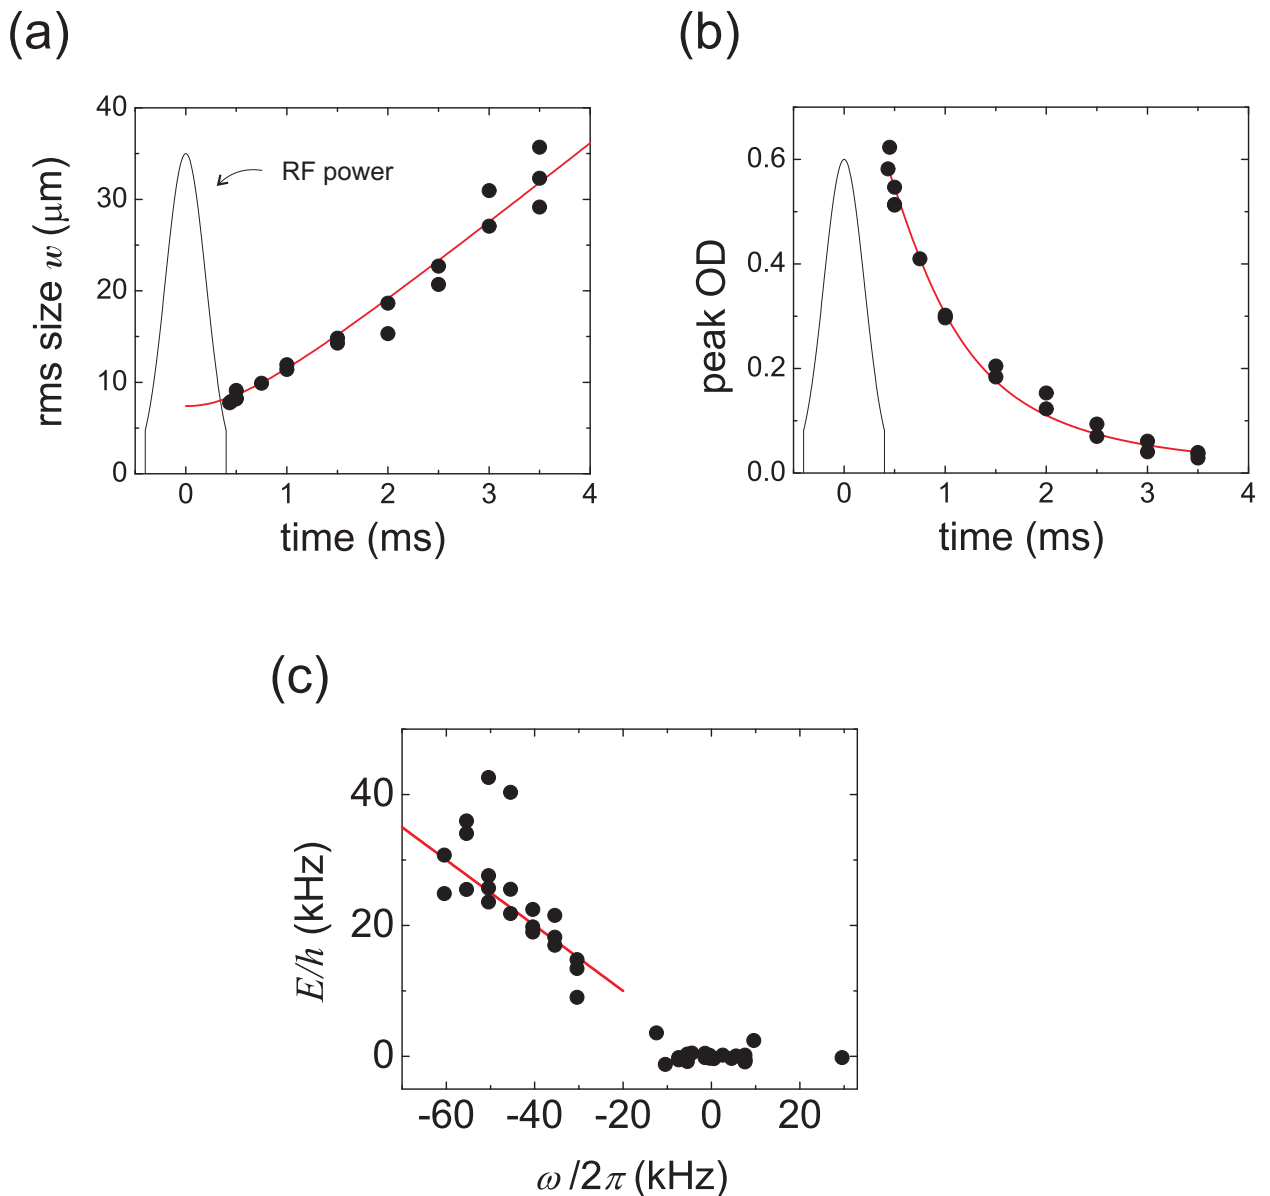 (a)
rms size w (μm)
40
30
20
10
0
RF power
0 1 2 3 4
time (ms)
(b)
peak OD
0.6
0.4
0.2
0.0
0 1 2 3 4
time (ms)
(c)
E/h (kHz)
40
20
0
-60 -40 -20 0 20
ω/2π (kHz)